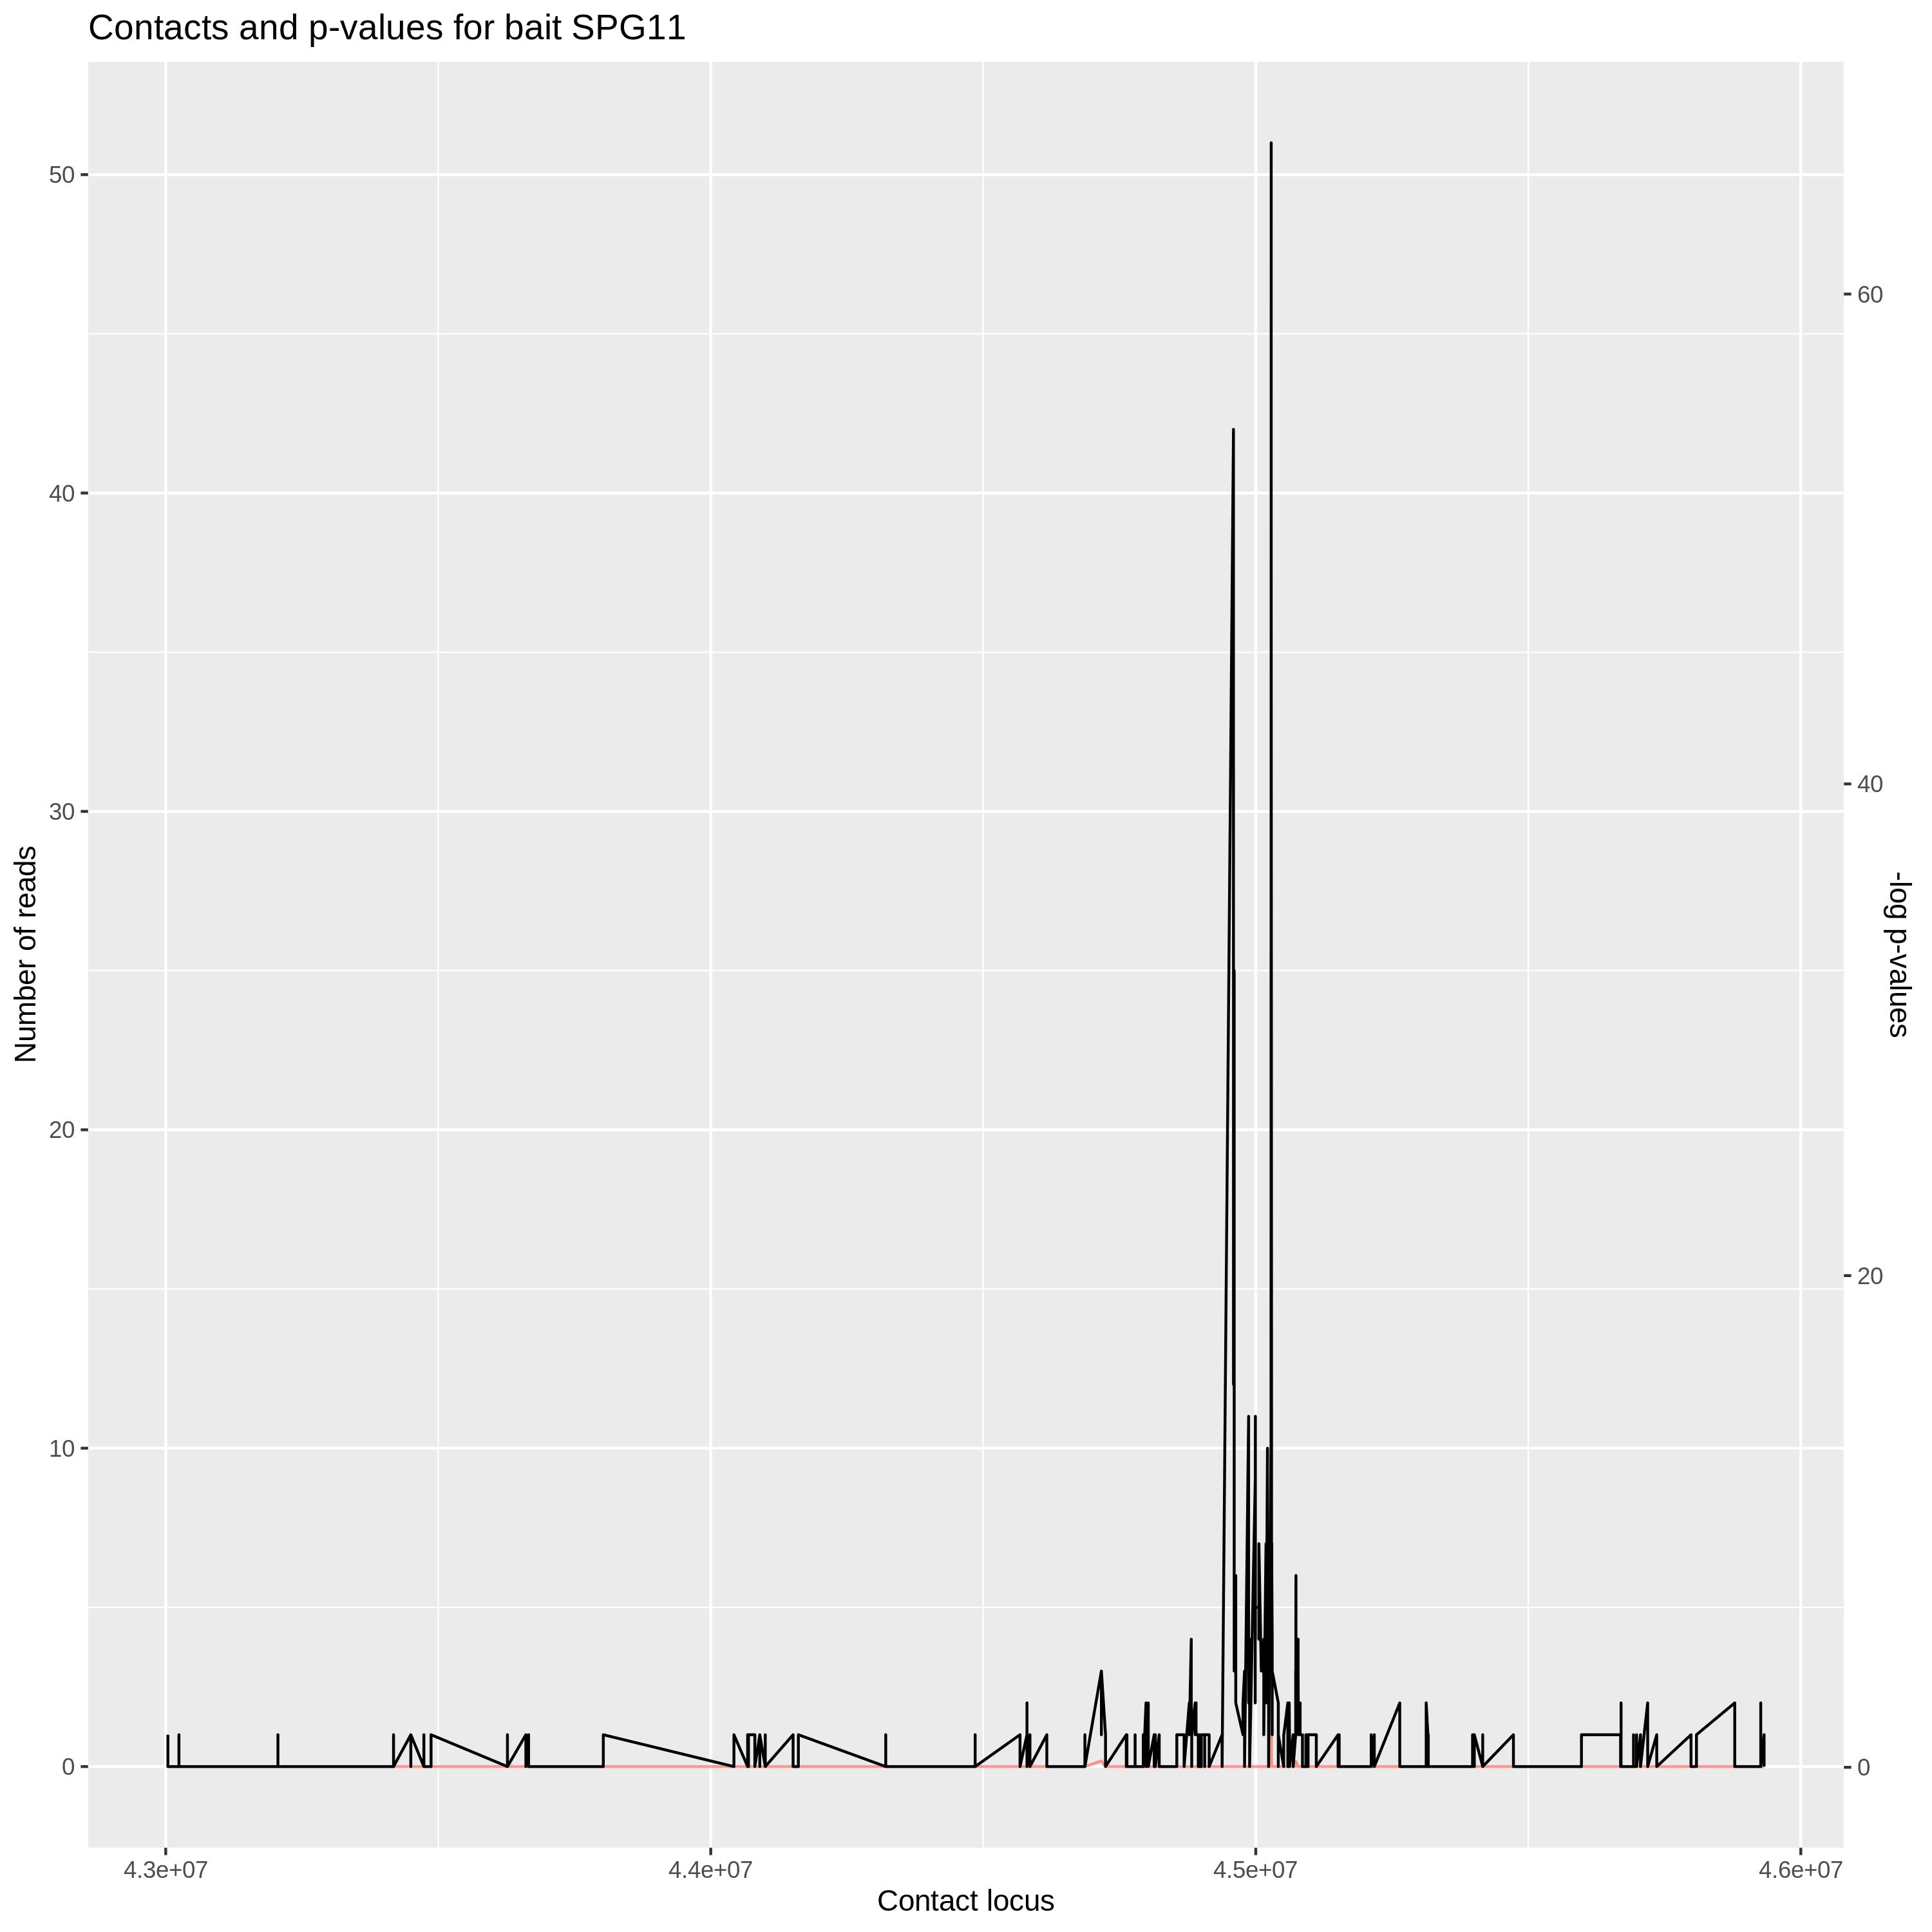 Contacts and p-values for bait SPG11
50
40
30
20
10
0
60
40
20
0
Number of reads
-log p-values
4.3e+07
4.4e+07
4.5e+07
4.6e+07
Contact locus